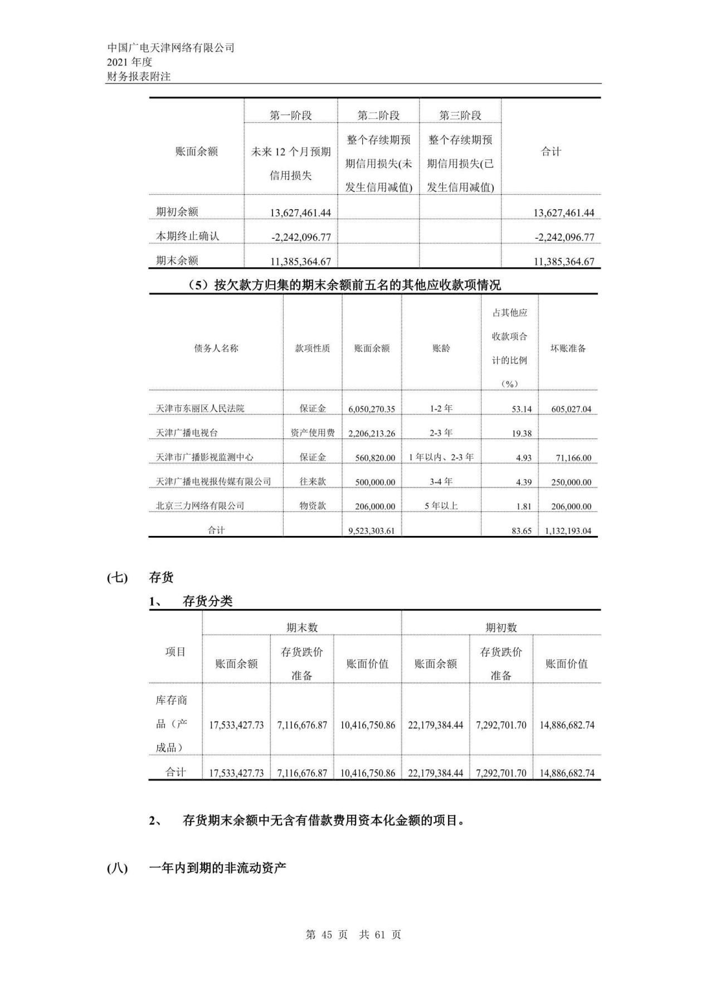 中国广电天津网络有限公司
2021 年度
财务报表附注
账面余额 第一阶段 第二阶段 第三阶段 合计
未来 12 个月预期信用损失 整个存续期预期信用损失(未发生信用减值) 整个存续期预期信用损失(已发生信用减值)
期初余额 13,627,461.44 13,627,461.44
本期终止确认 -2,242,096.77 -2,242,096.77
期末余额 11,385,364.67 11,385,364.67
（5）按欠款方归集的期末余额前五名的其他应收款项情况
债务人名称 款项性质 账面余额 账龄 占其他应收款项合计的比例（%） 坏账准备
天津市东丽区人民法院 保证金 6,050,270.35 1-2 年 53.14 605,027.04
天津广播电视台 资产使用费 2,206,213.26 2-3 年 19.38
天津市广播影视监测中心 保证金 560,820.00 1 年以内、2-3 年 4.93 71,166.00
天津广播电视报传媒有限公司 往来款 500,000.00 3-4 年 4.39 250,000.00
北京三力网络有限公司 物资款 206,000.00 5 年以上 1.81 206,000.00
合计 9,523,303.61 83.65 1,132,193.04
(七) 存货
1、 存货分类
项目 期末数 期初数
账面余额 存货跌价准备 账面价值 账面余额 存货跌价准备 账面价值
库存商品（产成品） 17,533,427.73 7,116,676.87 10,416,750.86 22,179,384.44 7,292,701.70 14,886,682.74
合计 17,533,427.73 7,116,676.87 10,416,750.86 22,179,384.44 7,292,701.70 14,886,682.74
2、 存货期末余额中无含有借款费用资本化金额的项目。
(八) 一年内到期的非流动资产
第 45 页 共 61 页